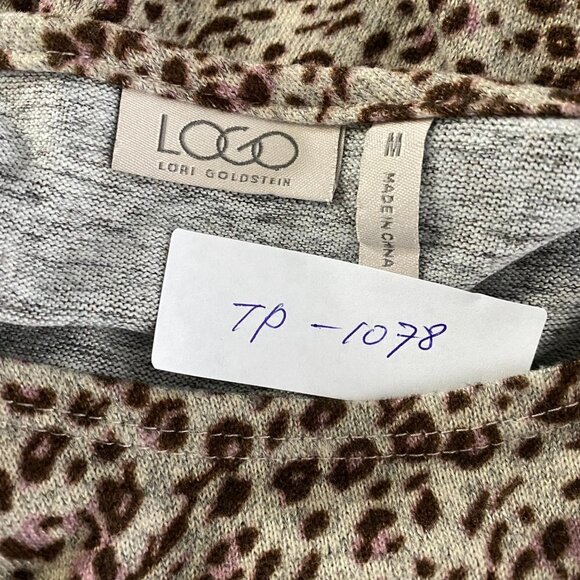 LOGO
LORI GOLDSTEIN
M
MADE IN CHINA
TP -1078